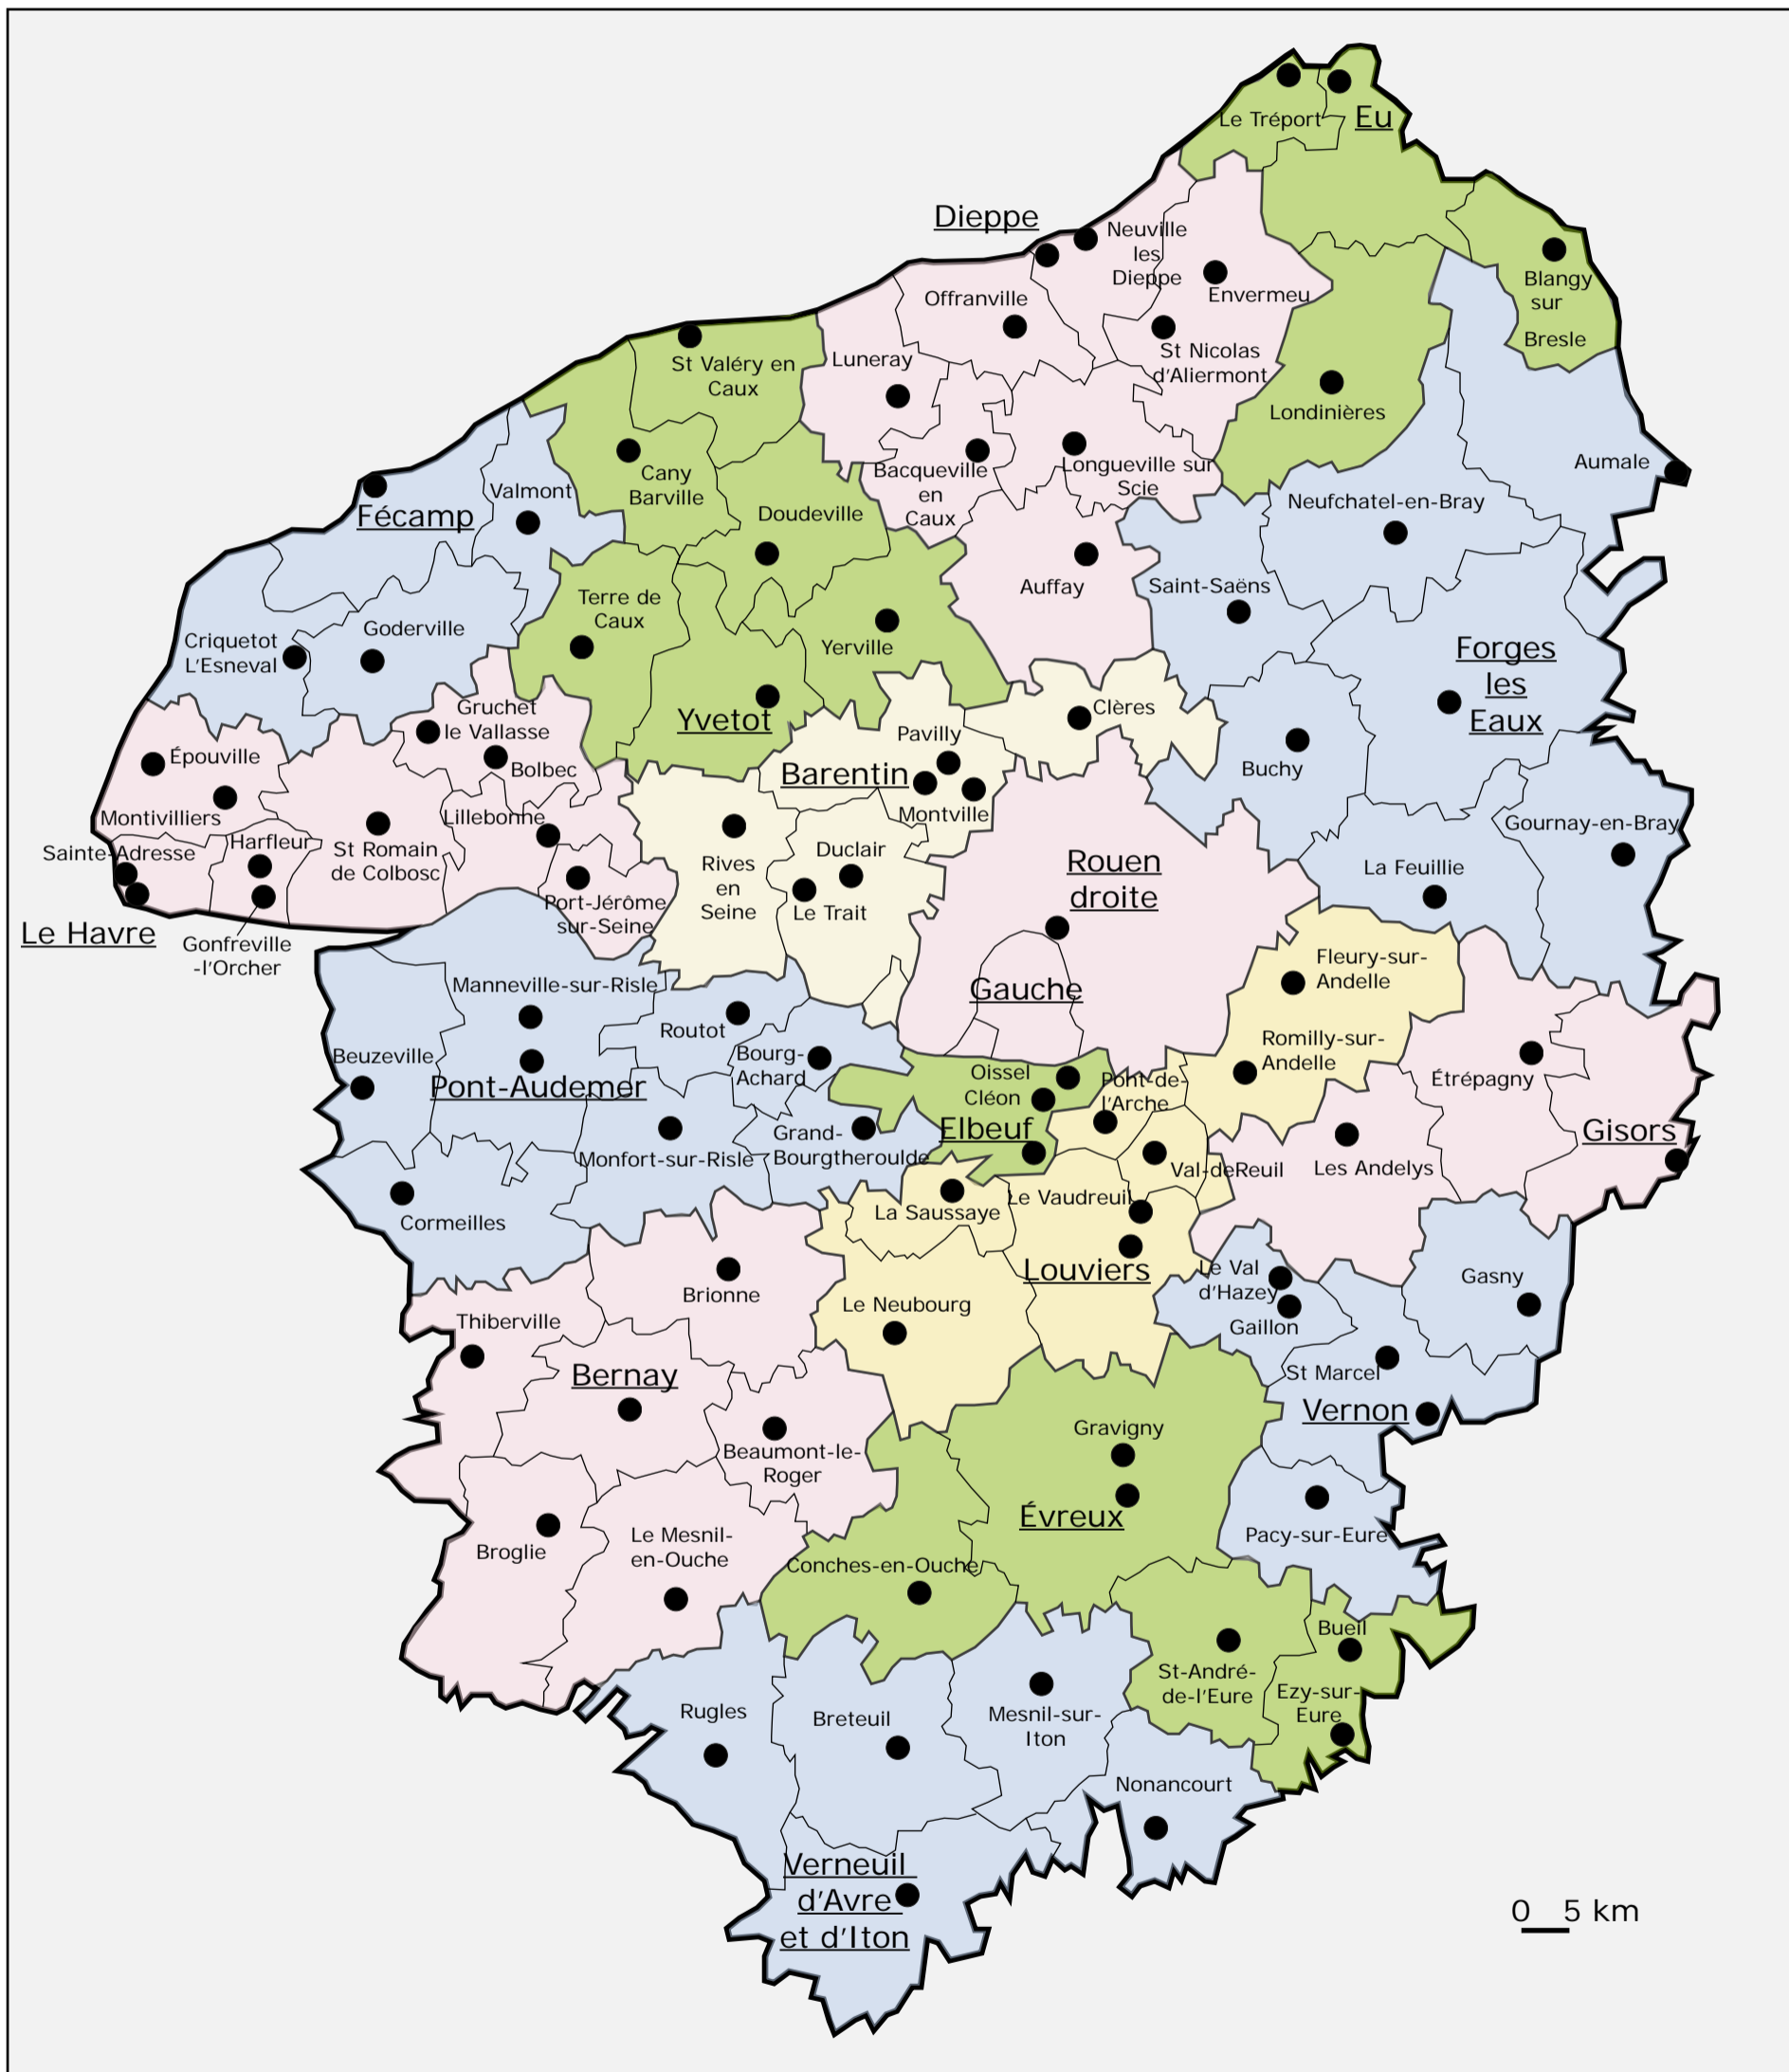 Le Tréport
Eu
Dieppe
Neuville
les
Dieppe
Envermeu
Blangy
sur
Bresle
Offranville
St Nicolas
d'Aliermont
Luneray
St Valéry en
Caux
Londinières
Cany
Barville
Bacqueville
en
Caux
Longueville sur
Scie
Aumale
Valmont
Fécamp
Doudeville
Neufchatel-en-Bray
Auffay
Saint-Saëns
Terre de
Caux
Goderville
Criquetot
L'Esneval
Yerville
Forges
les
Eaux
Gruchet
le Vallasse
Yvetot
Clères
Pavilly
Épouville
Bolbec
Barentin
Buchy
Montivilliers
Lillebonne
Montville
Gournay-en-Bray
Sainte-Adresse
Harfleur
St Romain
de Colbosc
Duclair
Rives
en
Seine
Rouen
droite
La Feuillie
Le Trait
Port-Jérôme
sur-Seine
Le Havre
Gonfreville
-l'Orcher
Fleury-sur-
Andelle
Manneville-sur-Risle
Gauche
Routot
Romilly-sur-
Andelle
Beuzeville
Bourg-
Achard
Oissel
Pont-de-
l'Arche
Étrépagny
Pont-Audemer
Cléon
Elbeuf
Gisors
Grand-
Bourgtheroulde
Monfort-sur-Risle
Val-deReuil
Les Andelys
Le Vaudreuil
La Saussaye
Cormeilles
Louviers
Le Val
d'Hazey
Gasny
Brionne
Le Neubourg
Thiberville
Gaillon
Bernay
St Marcel
Vernon
Gravigny
Beaumont-le-
Roger
Évreux
Pacy-sur-Eure
Le Mesnil-
en-Ouche
Broglie
Conches-en-Ouche
Bueil
St-André-
de-l'Eure
Ezy-sur-
Eure
Rugles
Breteuil
Mesnil-sur-
Iton
Nonancourt
Verneuil
d'Avre
et d'Iton
0 5 km